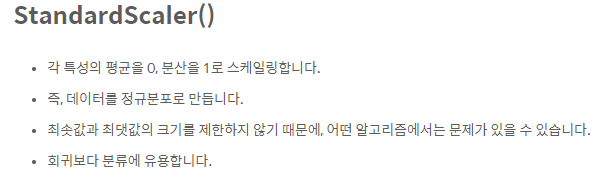 StandardScaler()
각 특성의 평균을 0, 분산을 1로 스케일링합니다.
즉, 데이터를 정규분포로 만듭니다.
최솟값과 최댓값의 크기를 제한하지 않기 때문에, 어떤 알고리즘에서는 문제가 있을 수 있습니다.
회귀보다 분류에 유용합니다.